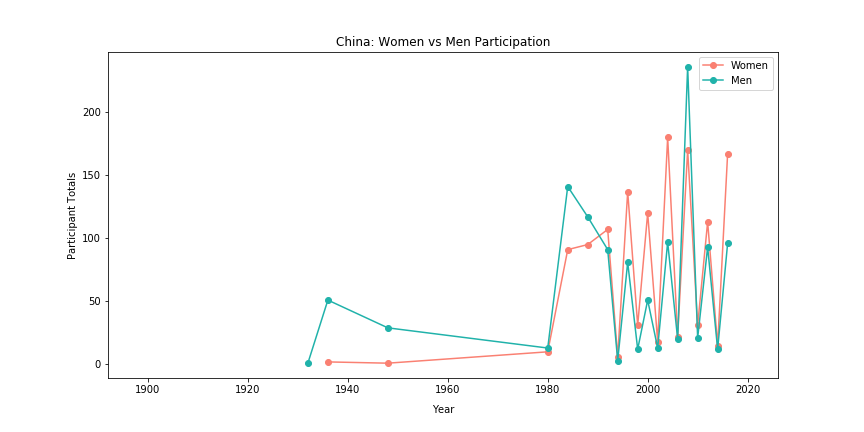 China: Women vs Men Participation
Women
Men
Participant Totals
200
150
100
50
0
1900
1920
1940
1960
1980
2000
2020
Year